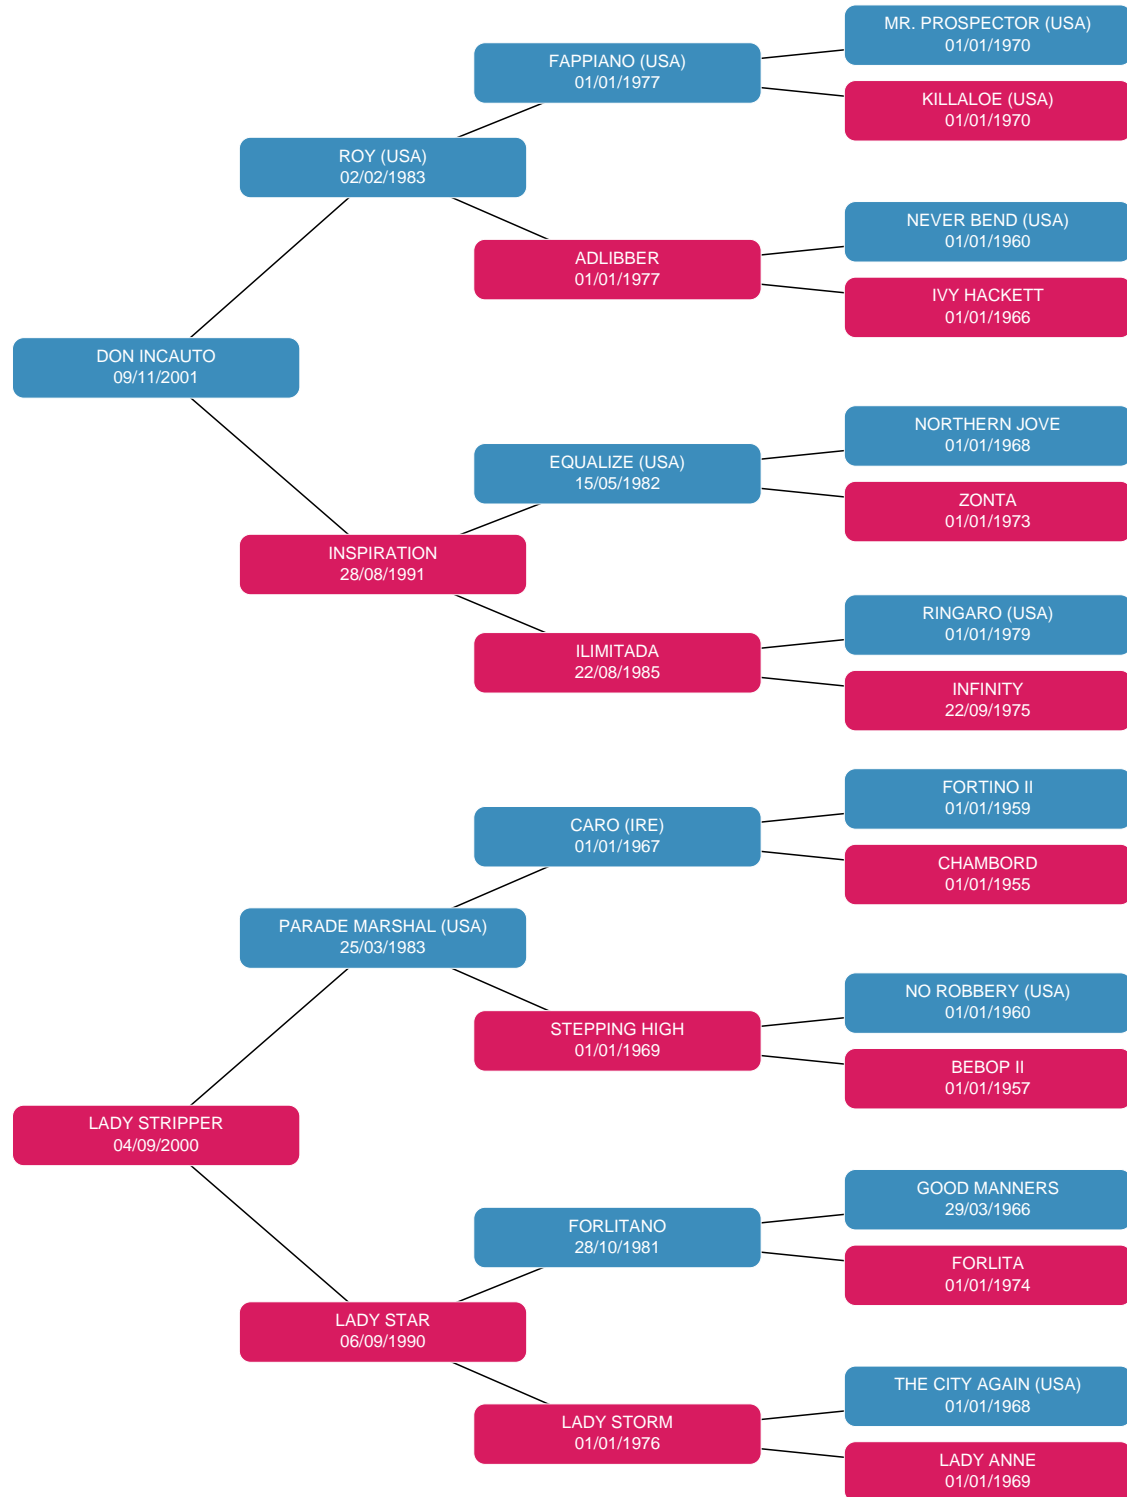 MR. PROSPECTOR (USA)
01/01/1970
FAPPIANO (USA)
01/01/1977
KILLALOE (USA)
01/01/1970
ROY (USA)
02/02/1983
NEVER BEND (USA)
01/01/1960
ADLIBBER
01/01/1977
IVY HACKETT
01/01/1966
DON INCAUTO
09/11/2001
NORTHERN JOVE
01/01/1968
EQUALIZE (USA)
15/05/1982
ZONTA
01/01/1973
INSPIRATION
28/08/1991
RINGARO (USA)
01/01/1979
ILIMITADA
22/08/1985
INFINITY
22/09/1975
FORTINO II
01/01/1959
CARO (IRE)
01/01/1967
CHAMBORD
01/01/1955
PARADE MARSHAL (USA)
25/03/1983
NO ROBBERY (USA)
01/01/1960
STEPPING HIGH
01/01/1969
BEBOP II
01/01/1957
LADY STRIPPER
04/09/2000
GOOD MANNERS
29/03/1966
FORLITANO
28/10/1981
FORLITA
01/01/1974
LADY STAR
06/09/1990
THE CITY AGAIN (USA)
01/01/1968
LADY STORM
01/01/1976
LADY ANNE
01/01/1969